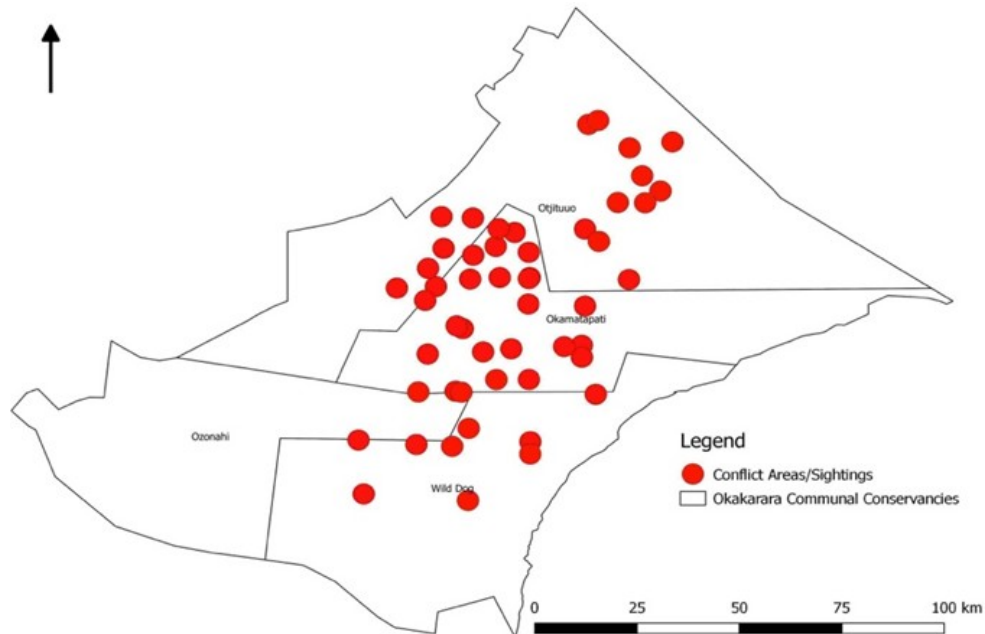 Otjituuo
Okamatapati
Ozonahi
Wild Dog
Legend
Conflict Areas/Sightings
Okakarara Communal Conservancies
0 25 50 75 100 km